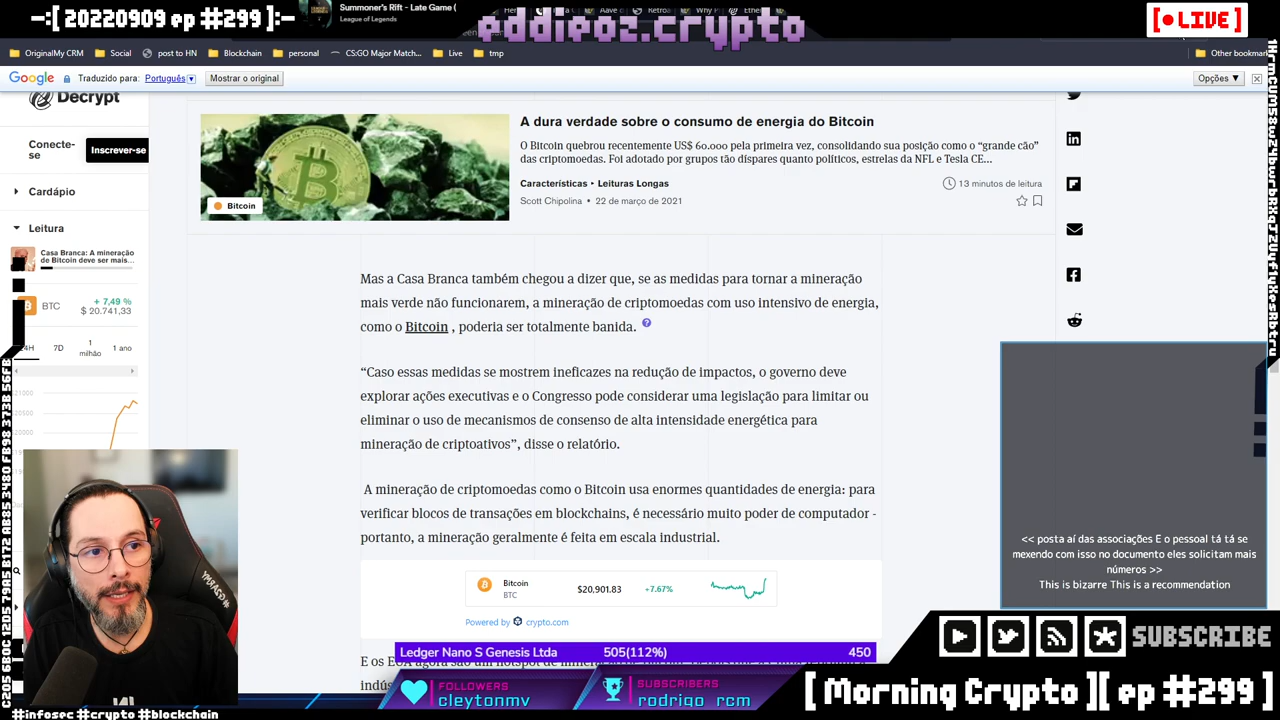 —:[ 20220909 ep #299 ]:—
Summoner's Rift - Late Game (
League of Legends
eddieoz.crypto
[● LIVE]
OriginalMy CRM
Social
post to HN
Blockchain
personal
CS:GO Major Match...
Live
tmp
Other bookmar
Google
Traduzido para:
Português
Mostrar o original
Opções ▼
Decrypt
Conecte-
se
Inscrever-se
Cardápio
Leitura
Casa Branca: A mineração
de Bitcoin deve ser mais...
BTC
+ 7,49 %
$ 20.741,33
24H
7D
1
milhão
1 ano
Bitcoin
A dura verdade sobre o consumo de energia do Bitcoin
O Bitcoin quebrou recentemente US$ 60.000 pela primeira vez, consolidando sua posição como o “grande cão”
das criptomoedas. Foi adotado por grupos tão díspares quanto políticos, estrelas da NFL e Tesla CE...
Características ▸ Leituras Longas
13 minutos de leitura
Scott Chipolina • 22 de março de 2021
Mas a Casa Branca também chegou a dizer que, se as medidas para tornar a mineração
mais verde não funcionarem, a mineração de criptomoedas com uso intensivo de energia,
como o Bitcoin , poderia ser totalmente banida. ?
“Caso essas medidas se mostrem ineficazes na redução de impactos, o governo deve
explorar ações executivas e o Congresso pode considerar uma legislação para limitar ou
eliminar o uso de mecanismos de consenso de alta intensidade energética para
mineração de criptoativos”, disse o relatório.
A mineração de criptomoedas como o Bitcoin usa enormes quantidades de energia: para
verificar blocos de transações em blockchains, é necessário muito poder de computador -
portanto, a mineração geralmente é feita em escala industrial.
Bitcoin
BTC
$20,901.83
+7.67%
Powered by crypto.com
<< posta aí das associações E o pessoal tá tá se
mexendo com isso no documento eles solicitam mais
números >>
This is bizarre This is a recommendation
Ledger Nano S Genesis Ltda
505(112%)
450
FOLLOWERS
cleytonmv
SUBSCRIBERS
rodrigo_rcm
SUBSCRIBE
[ Morning Crypto ][ ep #299 ]
#infosec #crypto #blockchain